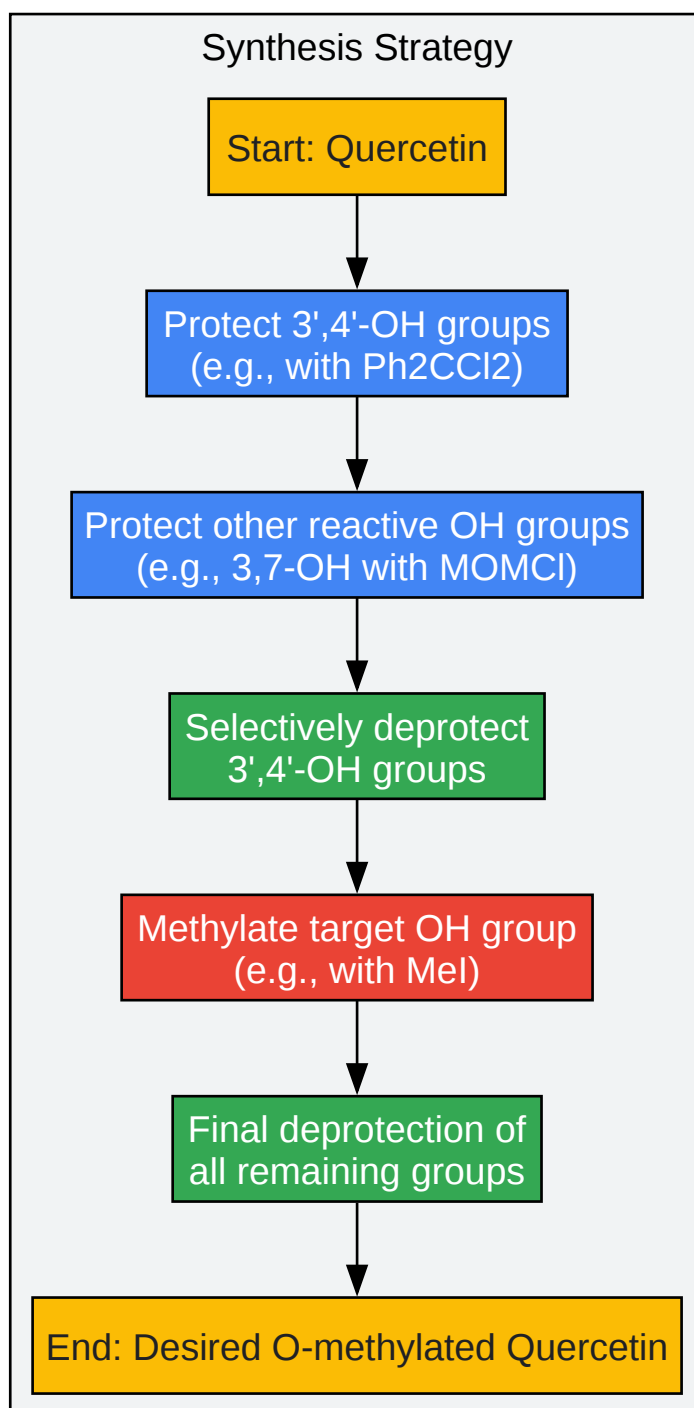 Synthesis Strategy
Start: Quercetin
Protect 3',4'-OH groups
(e.g., with Ph2CCl2)
Protect other reactive OH groups
(e.g., 3,7-OH with MOMCl)
Selectively deprotect
3',4'-OH groups
Methylate target OH group
(e.g., with MeI)
Final deprotection of
all remaining groups
End: Desired O-methylated Quercetin